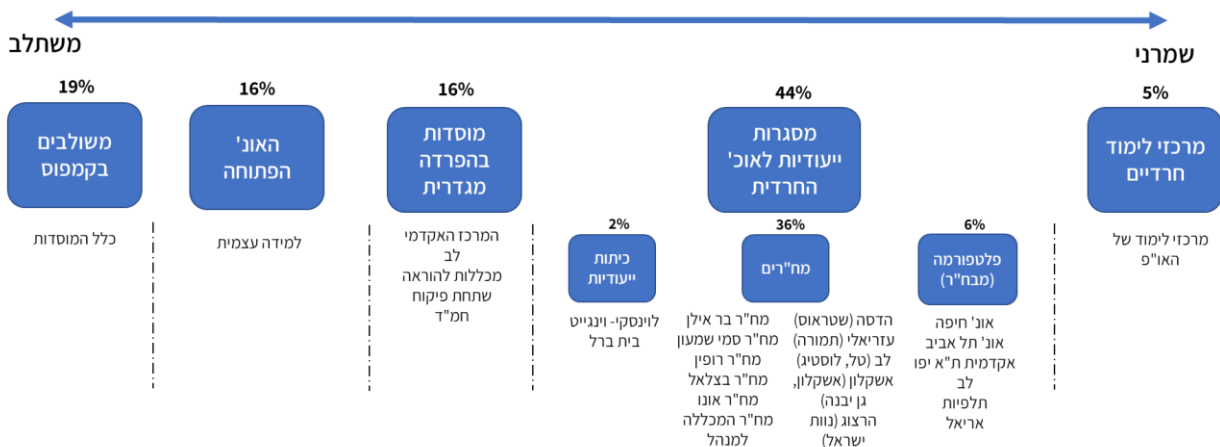 שמרני
משתלב
5%
מרכזי לימוד
חרדיים
מרכזי לימוד של
האו"פ
44%
מסגרות
ייעודיות לאוכ'
החרדית
6%
פלטפורמה
(מבח"ר)
אונ' חיפה
אונ' תל אביב
אקדמית ת"א יפו
לב
תלפיות
אריאל
36%
מח"רים
הדסה (שטראוס)
עזריאלי (תמורה)
לב (טל, לוסטיג)
אשקלון (אשקלון,
גן יבנה)
הרצוג (נוות
ישראל)
מח"ר בר אילן
מח"ר סמי שמעון
מח"ר רופין
מח"ר בצלאל
מח"ר אונו
מח"ר המכללה
למנהל
2%
כיתות
ייעודיות
לוינסקי- וינגייט
בית ברל
16%
מוסדות
בהפרדה
מגדרית
המרכז האקדמי
לב
מכללות להוראה
שתחת פיקוח
חמ"ד
16%
האונ'
הפתוחה
למידה עצמית
19%
משולבים
בקמפוס
כלל המוסדות